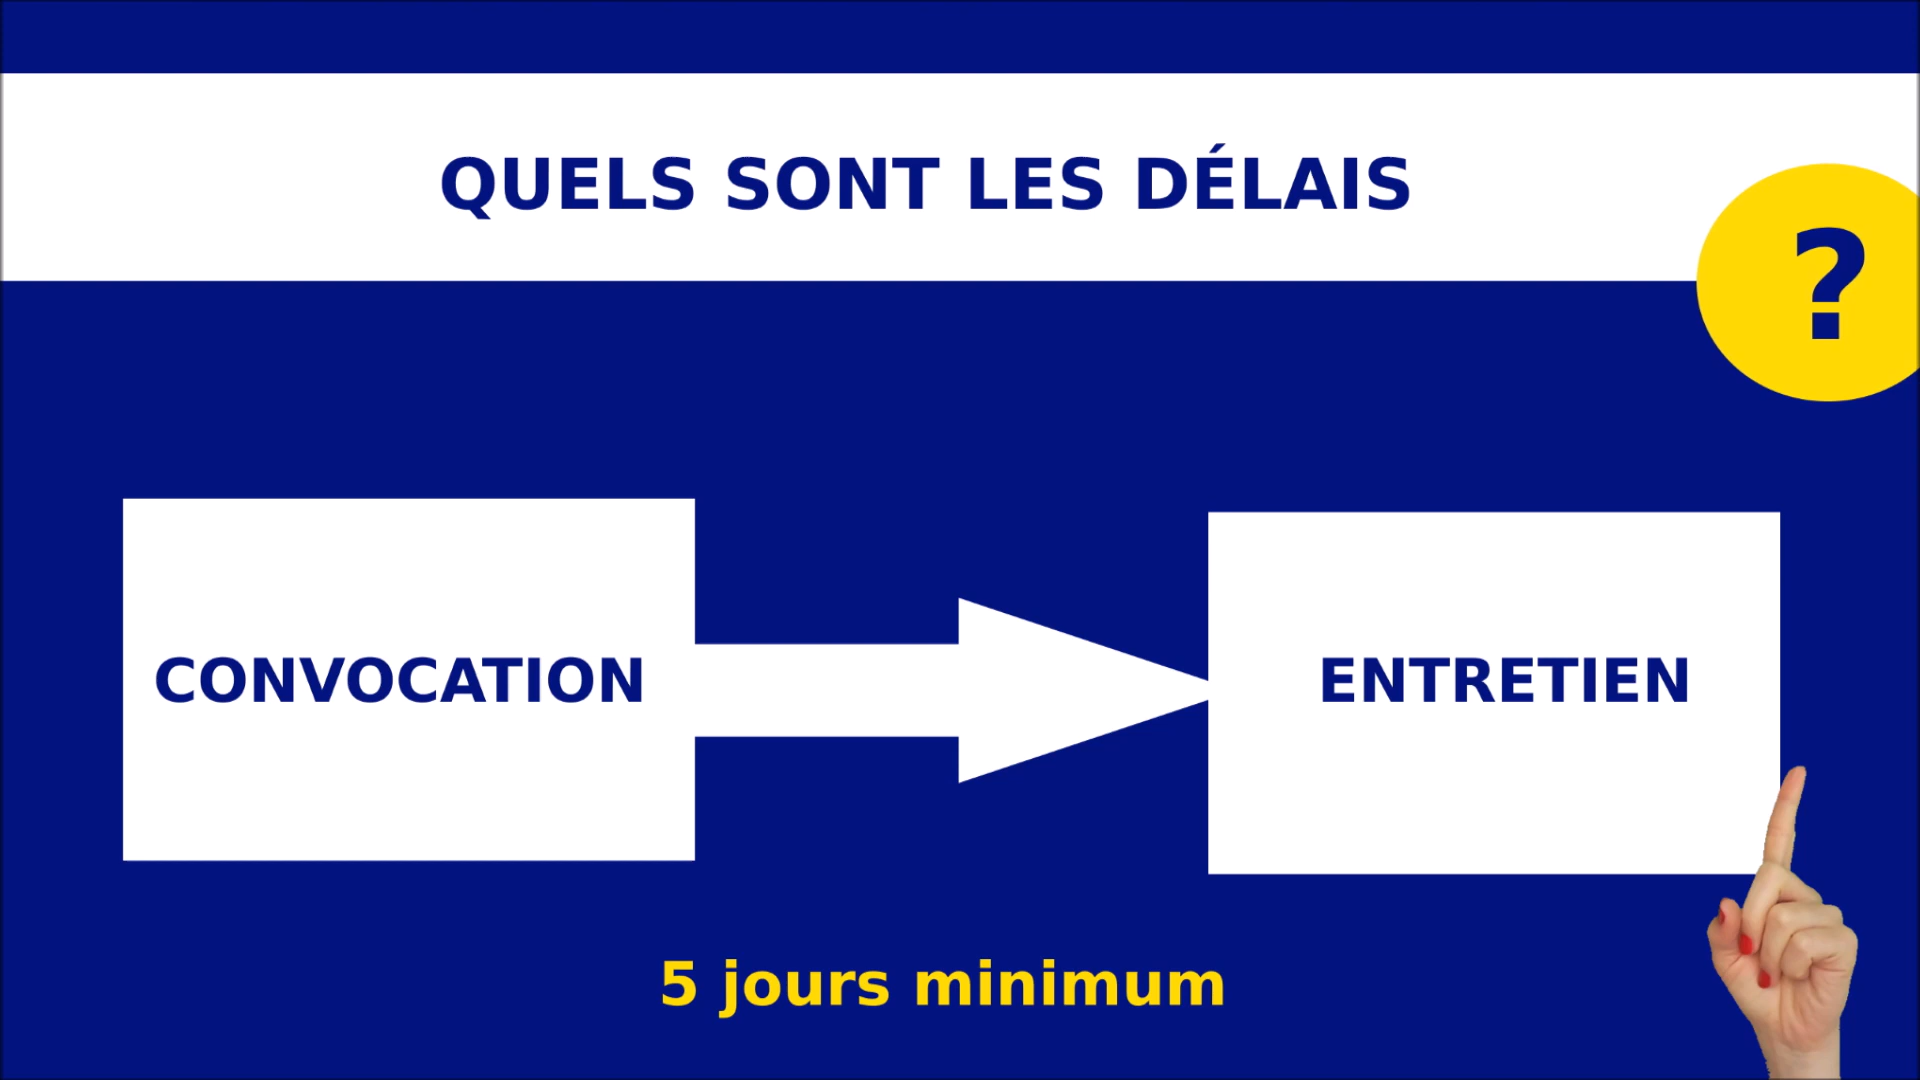 QUELS SONT LES DÉLAIS
?
CONVOCATION
ENTRETIEN
5 jours minimum